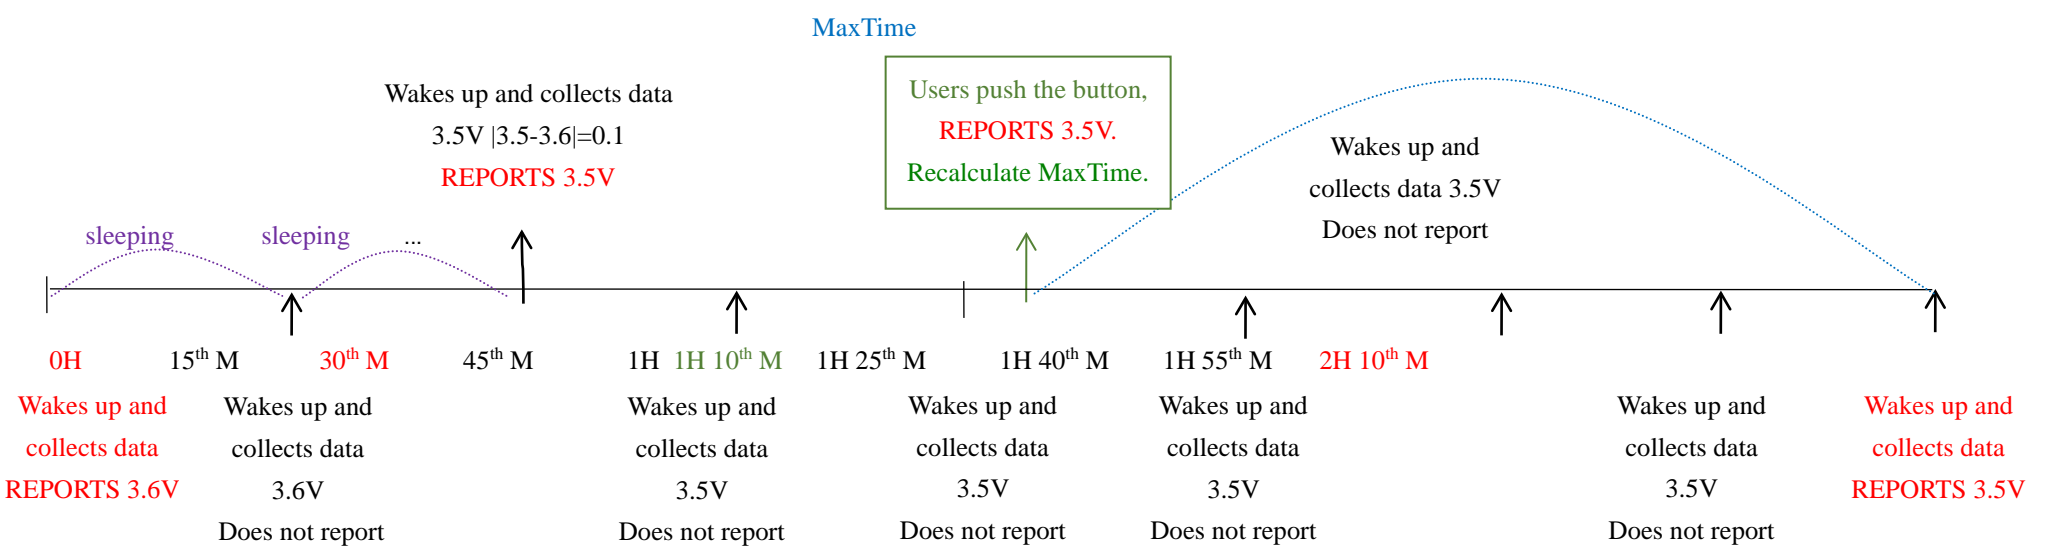 MaxTime
Wakes up and collects data
3.5V |3.5-3.6|=0.1
REPORTS 3.5V
Users push the button,
REPORTS 3.5V.
Recalculate MaxTime.
Wakes up and
collects data 3.5V
Does not report
sleeping
sleeping
...
0H 15th M 30th M 45th M 1H 1H 10th M 1H 25th M 1H 40th M 1H 55th M 2H 10th M
Wakes up and
collects data
REPORTS 3.6V
Wakes up and
collects data
3.6V
Does not report
Wakes up and
collects data
3.5V
Does not report
Wakes up and
collects data
3.5V
Does not report
Wakes up and
collects data
3.5V
Does not report
Wakes up and
collects data
3.5V
Does not report
Wakes up and
collects data
REPORTS 3.5V